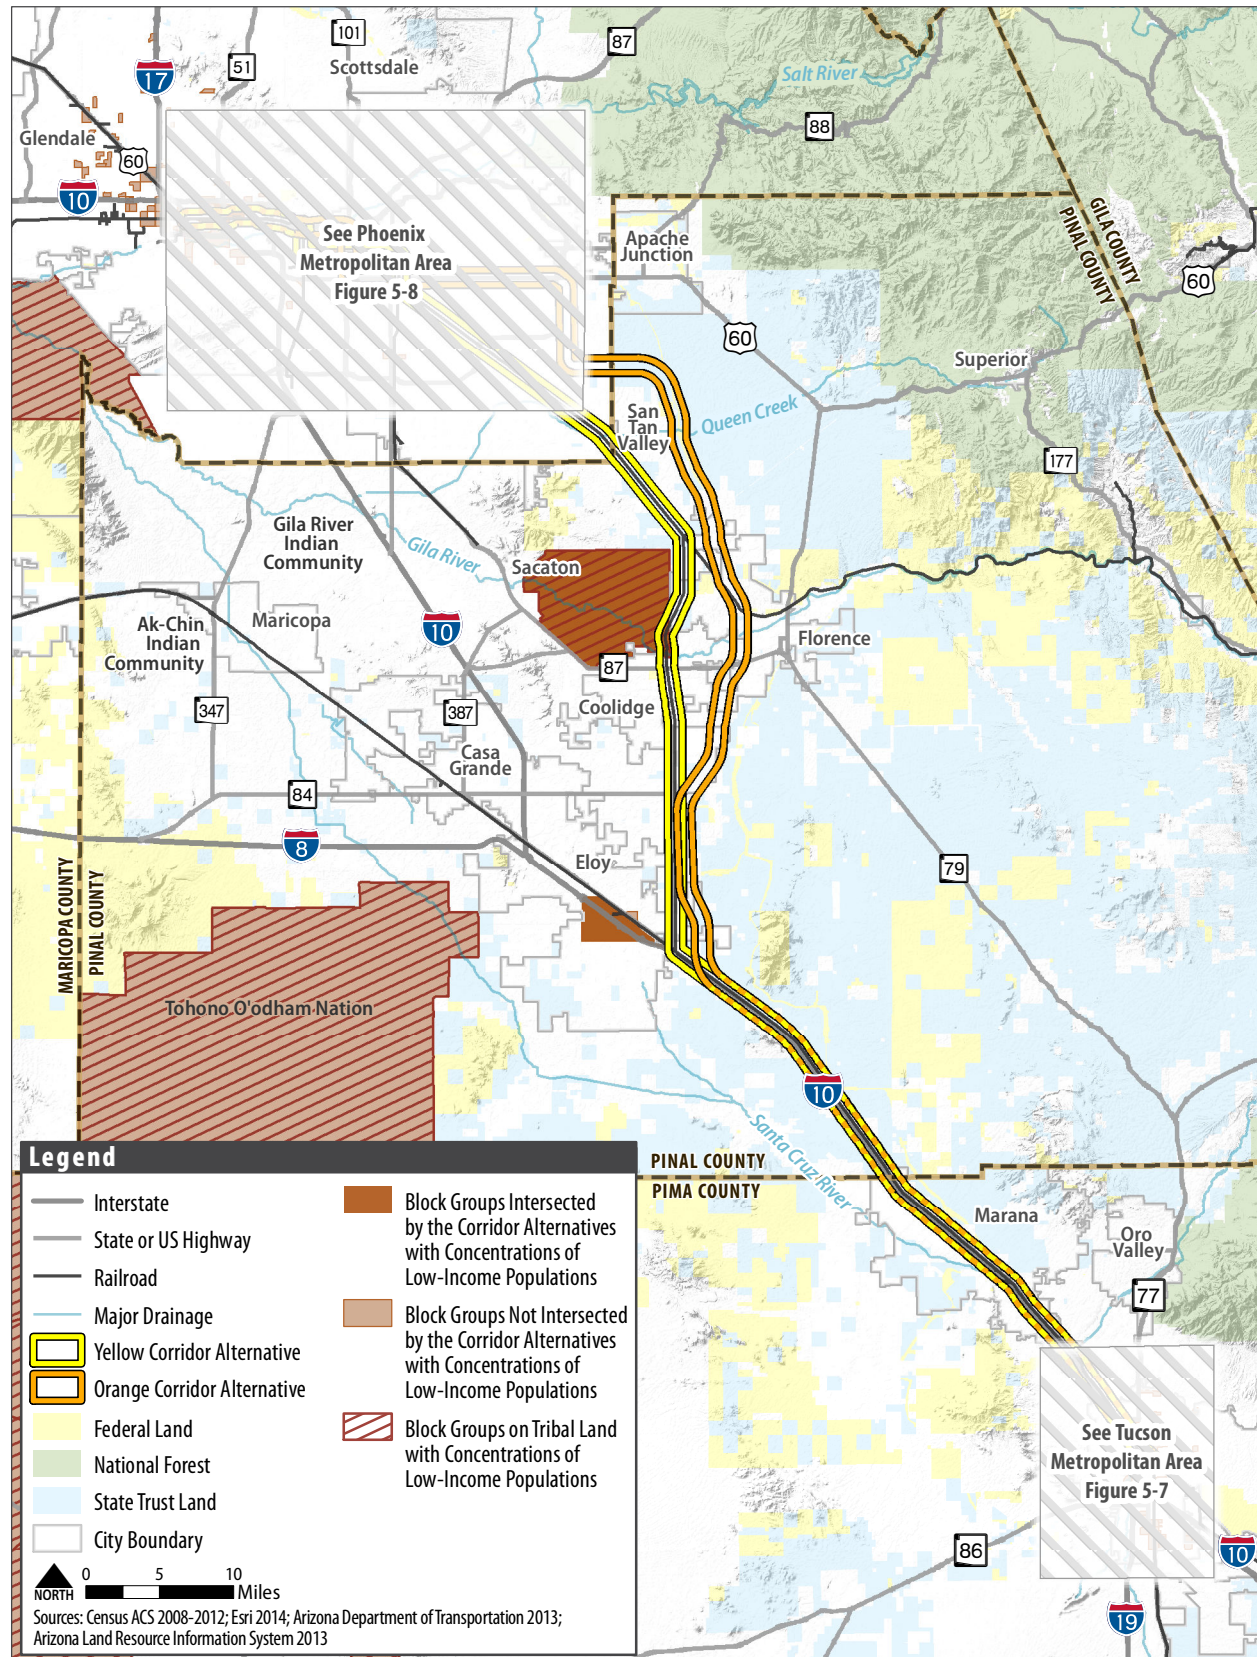 101
87
51
Scottsdale
17
Salt River
Glendale
60
88
10
GILA COUNTY
PINAL COUNTY
See Phoenix
Metropolitan Area
Figure 5-8
Apache
Junction
60
60
Superior
San
Tan
Valley
Queen Creek
177
Gila River
Indian
Community
Gila River
Sacaton
Ak-Chin
Indian
Community
Maricopa
10
Florence
87
347
387
Coolidge
Casa
Grande
84
8
Eloy
79
MARICOPA COUNTY
PINAL COUNTY
Tohono O'odham Nation
10
Santa Cruz River
PINAL COUNTY
PIMA COUNTY
Marana
Oro
Valley
77
See Tucson
Metropolitan Area
Figure 5-7
86
10
19
Legend
Interstate
State or US Highway
Railroad
Major Drainage
Yellow Corridor Alternative
Orange Corridor Alternative
Federal Land
National Forest
State Trust Land
City Boundary
Block Groups Intersected
by the Corridor Alternatives
with Concentrations of
Low-Income Populations
Block Groups Not Intersected
by the Corridor Alternatives
with Concentrations of
Low-Income Populations
Block Groups on Tribal Land
with Concentrations of
Low-Income Populations
NORTH
0 5 10
Miles
Sources: Census ACS 2008-2012; Esri 2014; Arizona Department of Transportation 2013;
Arizona Land Resource Information System 2013